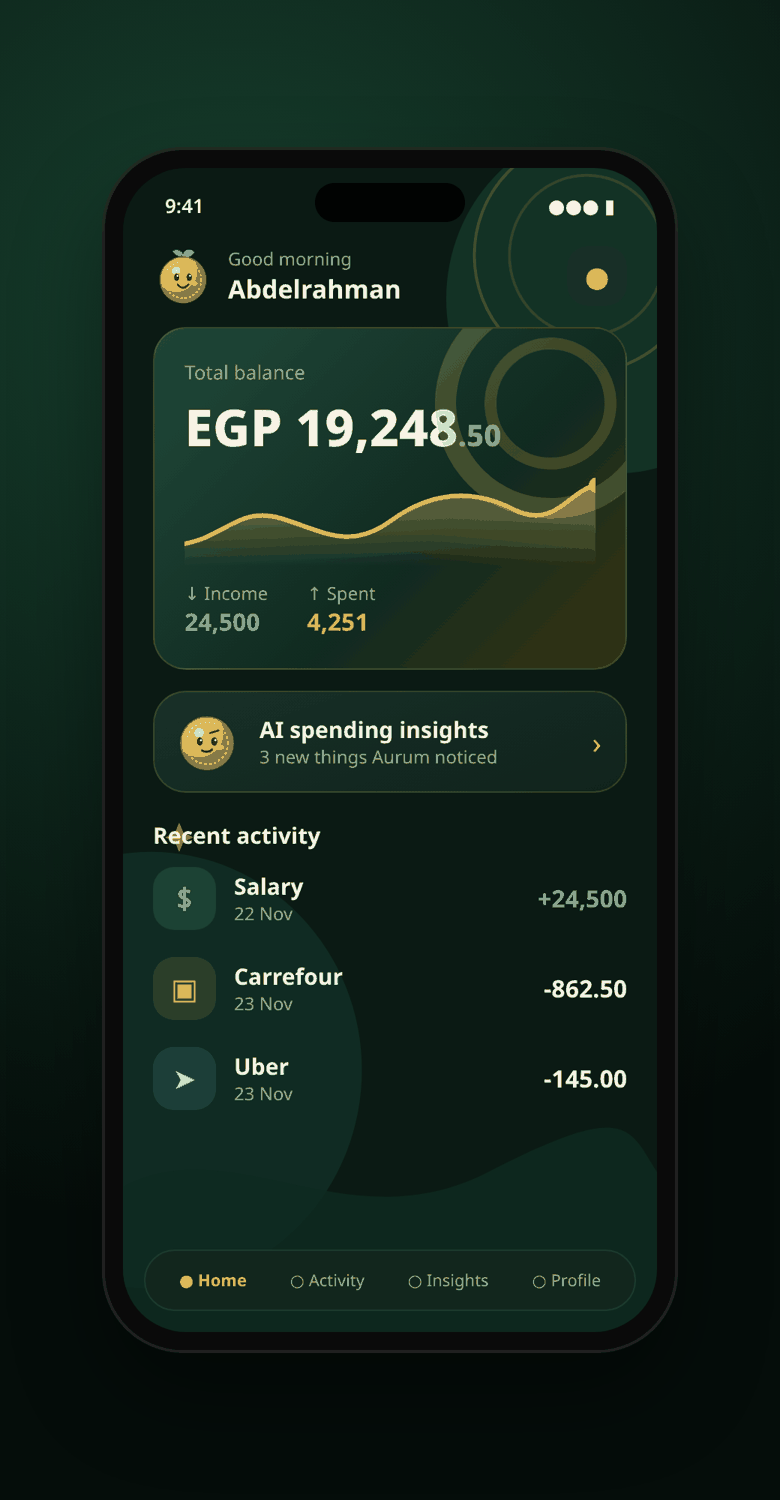 9:41
Good morning
Abdelrahman
Total balance
EGP 19,248.50
↓ Income
24,500
↑ Spent
4,251
AI spending insights
3 new things Aurum noticed
›
Recent activity
$
Salary
22 Nov
+24,500
Carrefour
23 Nov
-862.50
Uber
23 Nov
-145.00
Home
Activity
Insights
Profile